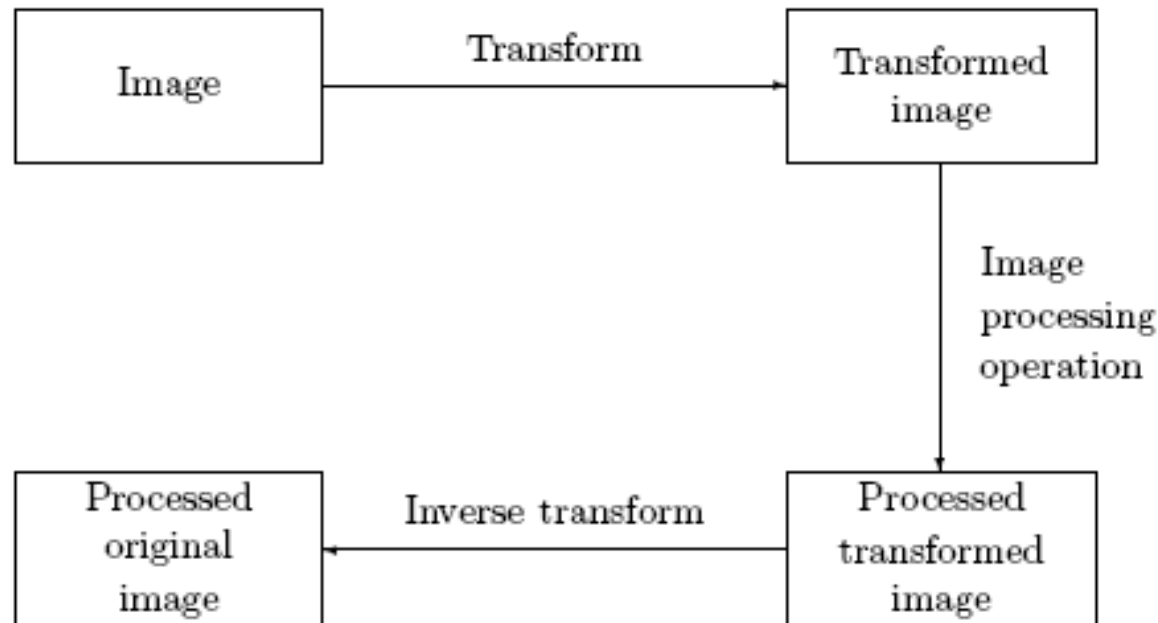 Image
Transform
Transformed
image
Image
processing
operation
Processed
transformed
image
Inverse transform
Processed
original
image